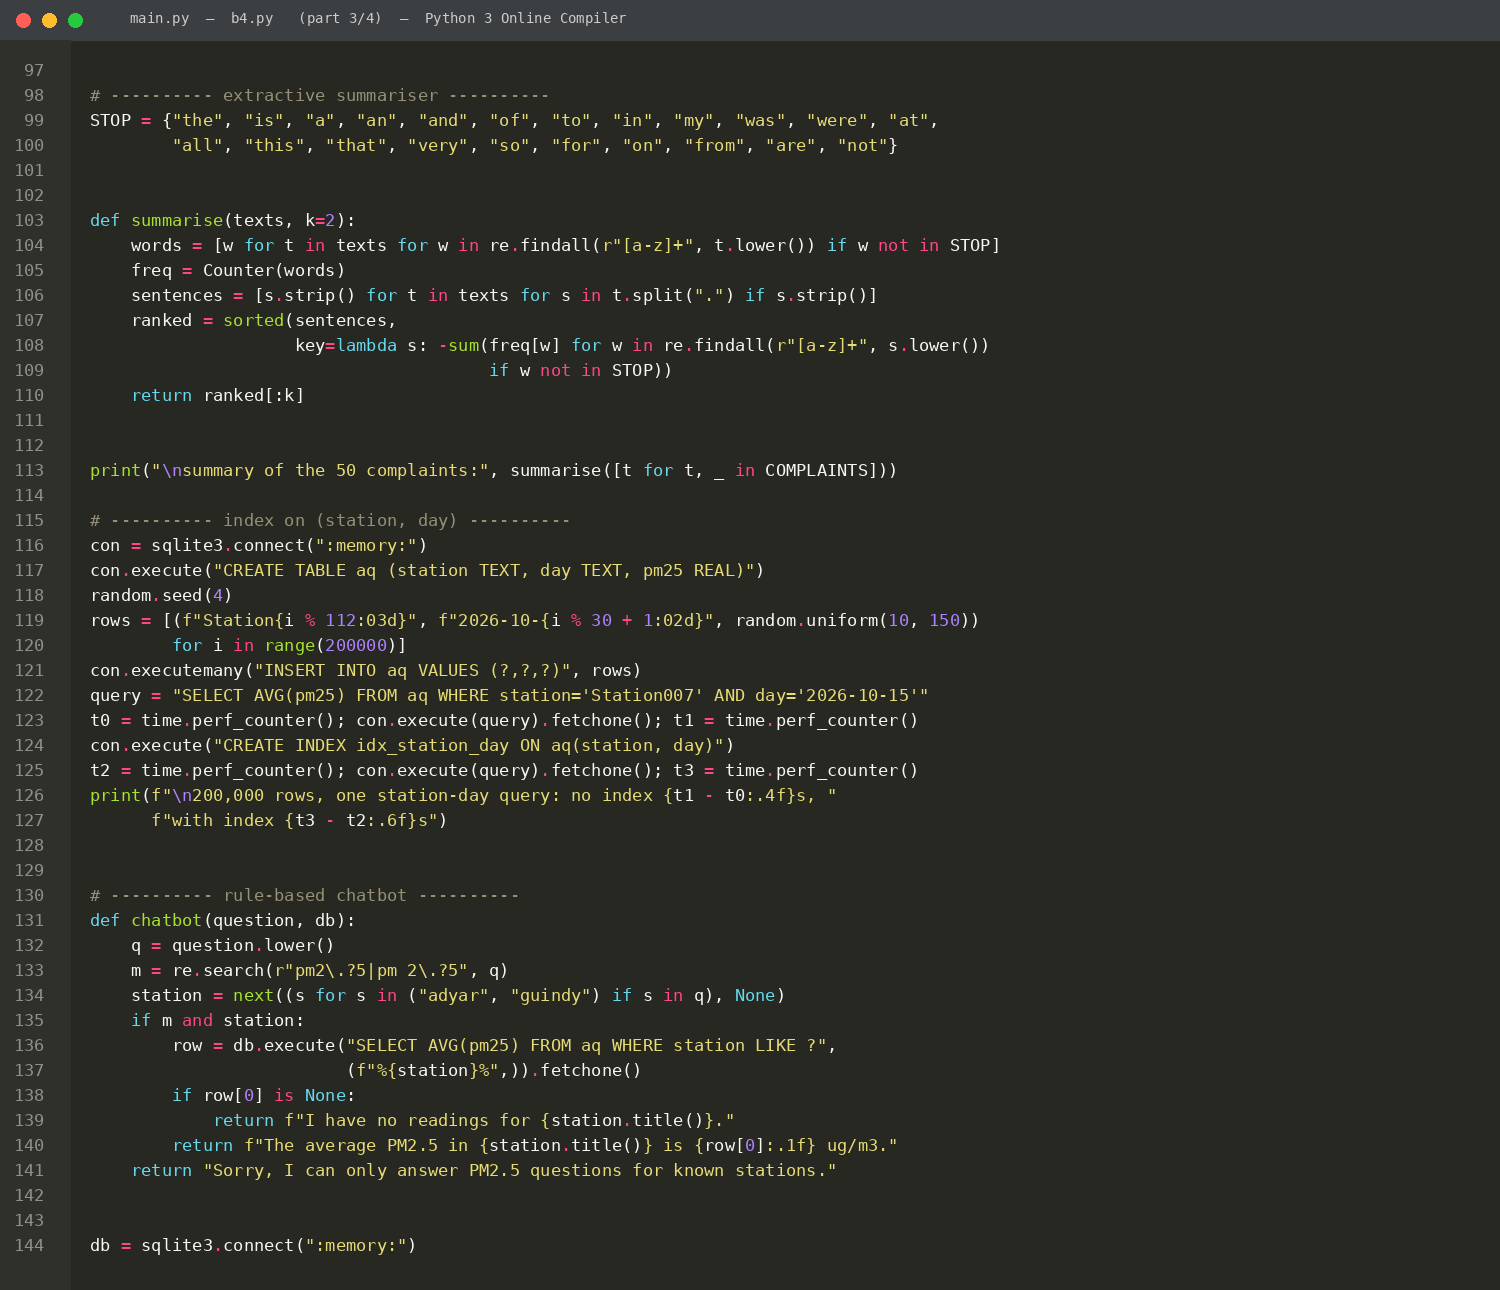 main.py  —  b4.py   (part 3/4)  —  Python 3 Online Compiler
97
98 # ---------- extractive summariser ----------
99 STOP = {"the", "is", "a", "an", "and", "of", "to", "in", "my", "was", "were", "at",
100         "all", "this", "that", "very", "so", "for", "on", "from", "are", "not"}
101
102
103 def summarise(texts, k=2):
104     words = [w for t in texts for w in re.findall(r"[a-z]+", t.lower()) if w not in STOP]
105     freq = Counter(words)
106     sentences = [s.strip() for t in texts for s in t.split(".") if s.strip()]
107     ranked = sorted(sentences,
108                     key=lambda s: -sum(freq[w] for w in re.findall(r"[a-z]+", s.lower())
109                                        if w not in STOP))
110     return ranked[:k]
111
112
113 print("\nsummary of the 50 complaints:", summarise([t for t, _ in COMPLAINTS]))
114
115 # ---------- index on (station, day) ----------
116 con = sqlite3.connect(":memory:")
117 con.execute("CREATE TABLE aq (station TEXT, day TEXT, pm25 REAL)")
118 random.seed(4)
119 rows = [(f"Station{i % 112:03d}", f"2026-10-{i % 30 + 1:02d}", random.uniform(10, 150))
120         for i in range(200000)]
121 con.executemany("INSERT INTO aq VALUES (?,?,?)", rows)
122 query = "SELECT AVG(pm25) FROM aq WHERE station='Station007' AND day='2026-10-15'"
123 t0 = time.perf_counter(); con.execute(query).fetchone(); t1 = time.perf_counter()
124 con.execute("CREATE INDEX idx_station_day ON aq(station, day)")
125 t2 = time.perf_counter(); con.execute(query).fetchone(); t3 = time.perf_counter()
126 print(f"\n200,000 rows, one station-day query: no index {t1 - t0:.4f}s, "
127       f"with index {t3 - t2:.6f}s")
128
129
130 # ---------- rule-based chatbot ----------
131 def chatbot(question, db):
132     q = question.lower()
133     m = re.search(r"pm2\.?5|pm 2\.?5", q)
134     station = next((s for s in ("adyar", "guindy") if s in q), None)
135     if m and station:
136         row = db.execute("SELECT AVG(pm25) FROM aq WHERE station LIKE ?",
137                          (f"%{station}%",)).fetchone()
138         if row[0] is None:
139             return f"I have no readings for {station.title()}."
140         return f"The average PM2.5 in {station.title()} is {row[0]:.1f} ug/m3."
141     return "Sorry, I can only answer PM2.5 questions for known stations."
142
143
144 db = sqlite3.connect(":memory:")